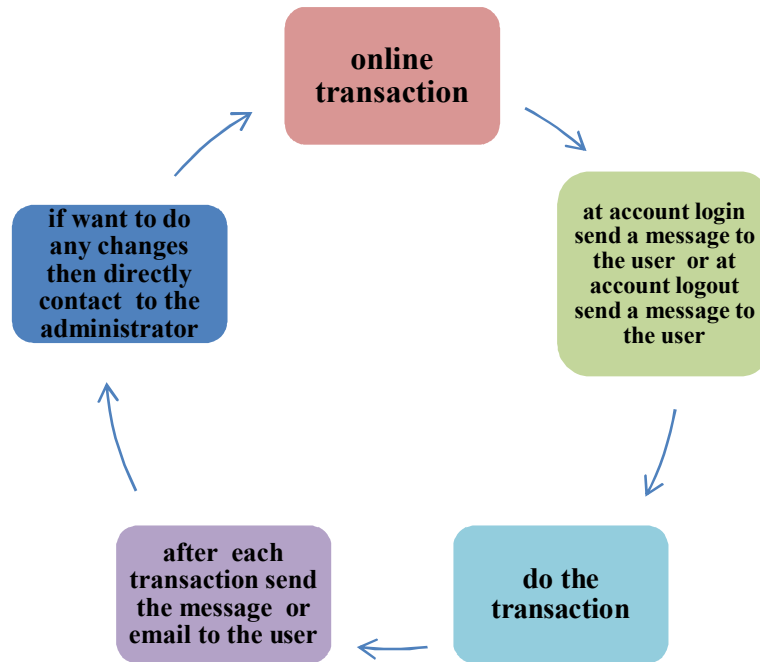 online
transaction
at account login
send a message to
the user or at
account logout
send a message to
the user
do the
transaction
after each
transaction send
the message or
email to the user
if want to do
any changes
then directly
contact to the
administrator